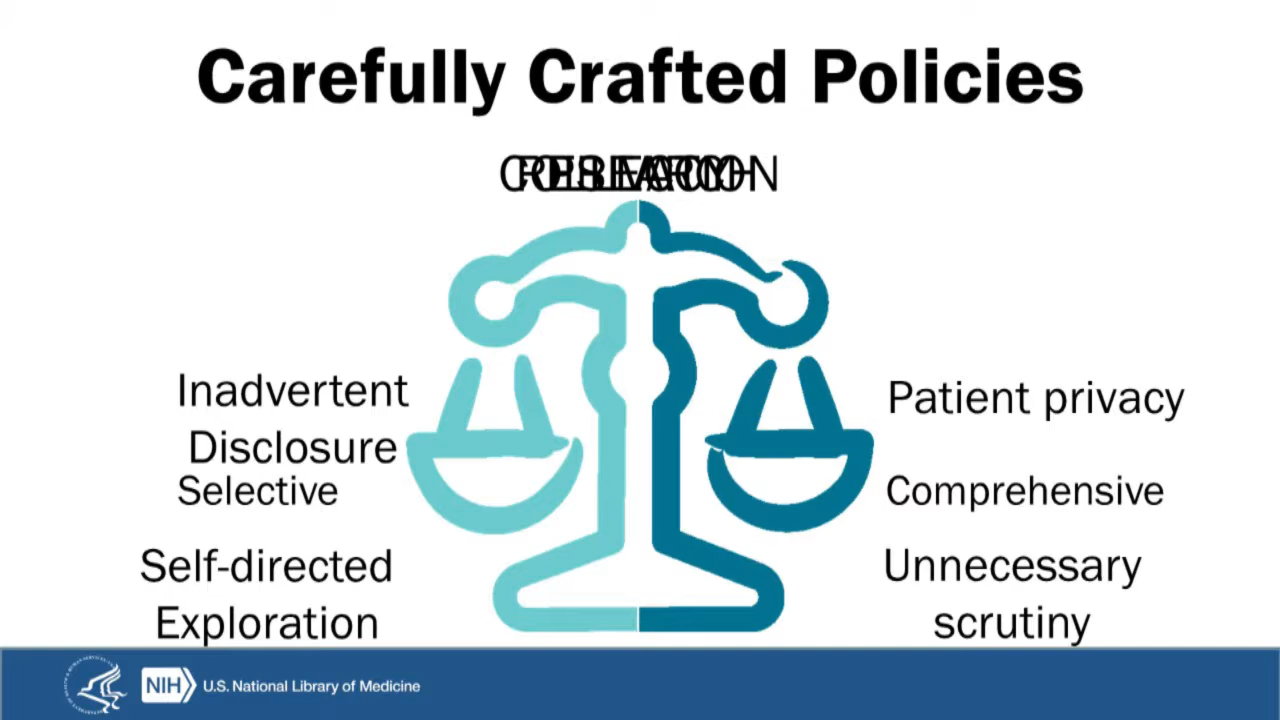 Carefully Crafted Policies
Inadvertent
Disclosure
Patient privacy
Selective
Comprehensive
Self-directed
Exploration
Unnecessary
scrutiny
NIH
U.S. National Library of Medicine